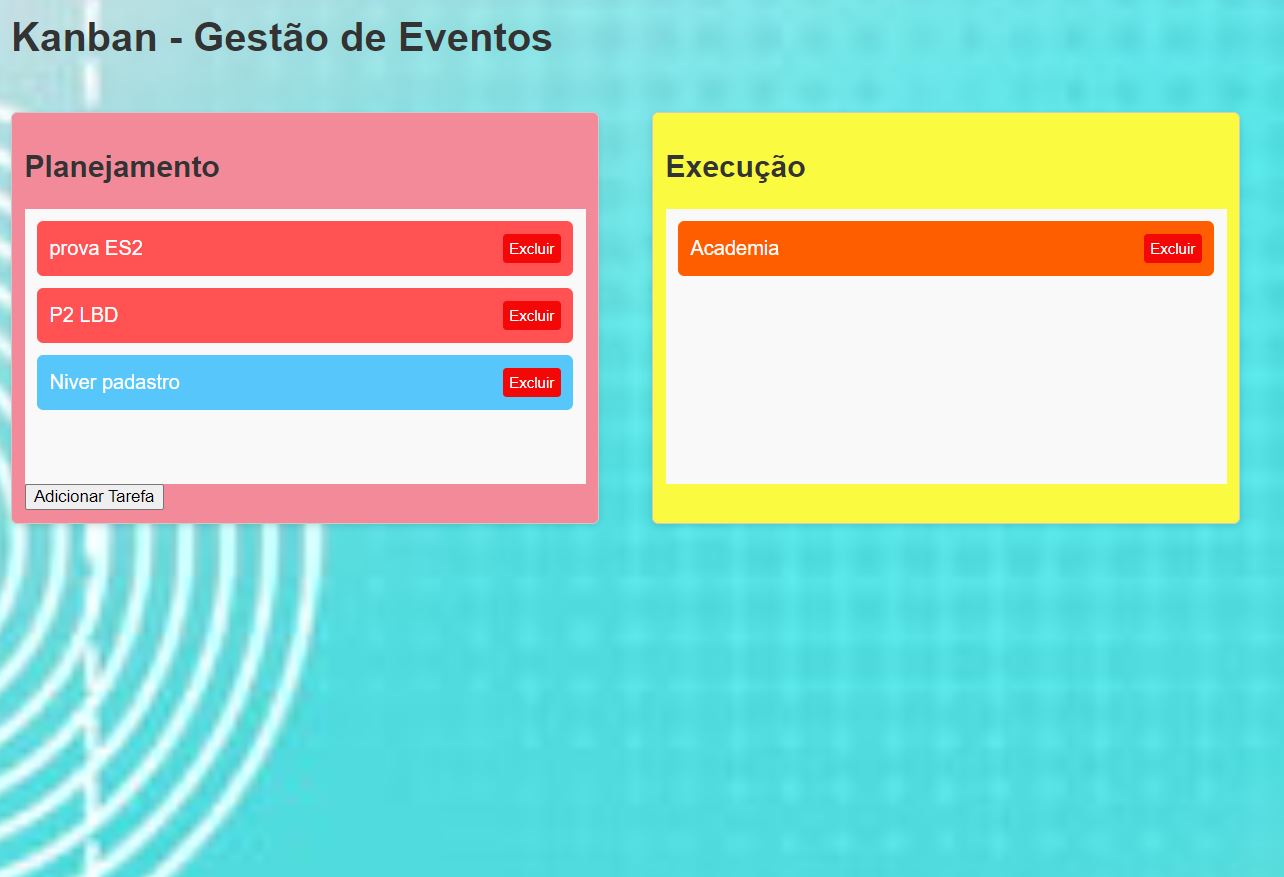 Kanban - Gestão de Eventos
Planejamento
prova ES2
Excluir
P2 LBD
Excluir
Niver padastro
Excluir
Adicionar Tarefa
Execução
Academia
Excluir